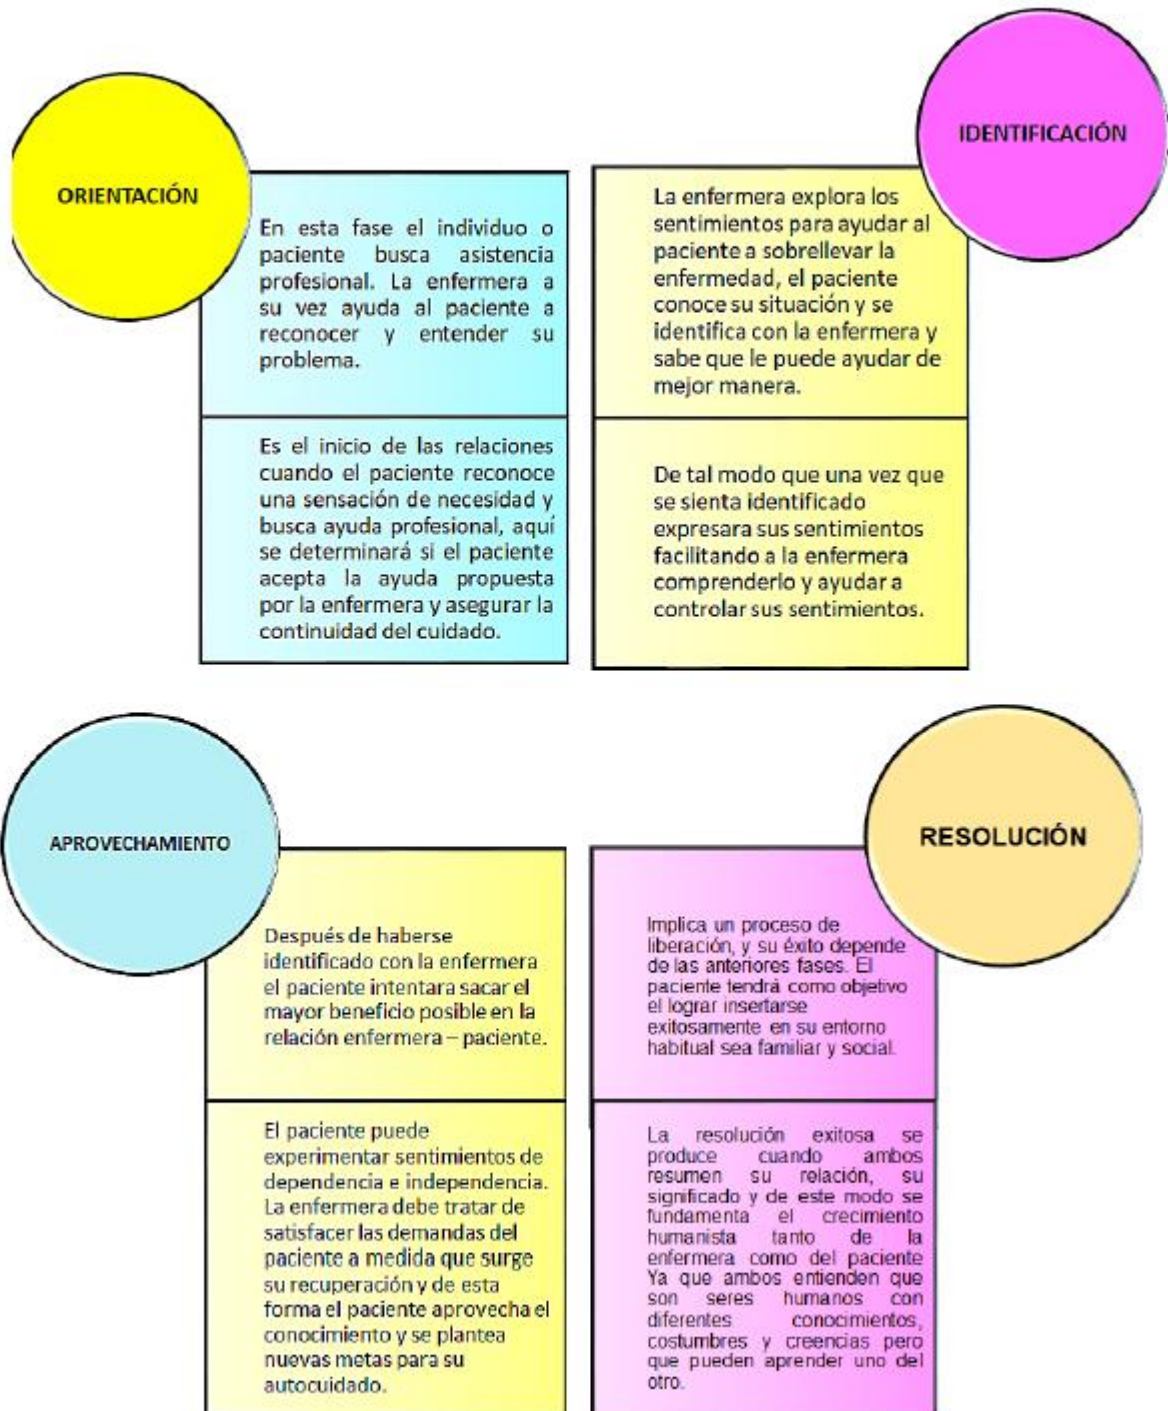 ORIENTACIÓN
En esta fase el individuo o
paciente busca asistencia
profesional. La enfermera a
su vez ayuda al paciente a
reconocer y entender su
problema.
Es el inicio de las relaciones
cuando el paciente reconoce
una sensación de necesidad y
busca ayuda profesional, aquí
se determinará si el paciente
acepta la ayuda propuesta
por la enfermera y asegurar la
continuidad del cuidado.
IDENTIFICACIÓN
La enfermera explora los
sentimientos para ayudar al
paciente a sobrellevar la
enfermedad, el paciente
conoce su situación y se
identifica con la enfermera y
sabe que le puede ayudar de
mejor manera.
De tal modo que una vez que
se sienta identificado
expresara sus sentimientos
facilitando a la enfermera
comprenderlo y ayudar a
controlar sus sentimientos.
APROVECHAMIENTO
Después de haberse
identificado con la enfermera
el paciente intentara sacar el
mayor beneficio posible en la
relación enfermera – paciente.
El paciente puede
experimentar sentimientos de
dependencia e independencia.
La enfermera debe tratar de
satisfacer las demandas del
paciente a medida que surge
su recuperación y de esta
forma el paciente aprovecha el
conocimiento y se plantea
nuevas metas para su
autocuidado.
RESOLUCIÓN
Implica un proceso de
liberación, y su éxito depende
de las anteriores fases. El
paciente tendrá como objetivo
el lograr insertarse
exitosamente en su entorno
habitual sea familiar y social.
La resolución exitosa se
produce cuando ambos
resumen su relación, su
significado y de este modo se
fundamenta el crecimiento
humanista tanto de la
enfermera como del paciente
Ya que ambos entienden que
son seres humanos con
diferentes conocimientos,
costumbres y creencias pero
que pueden aprender uno del
otro.